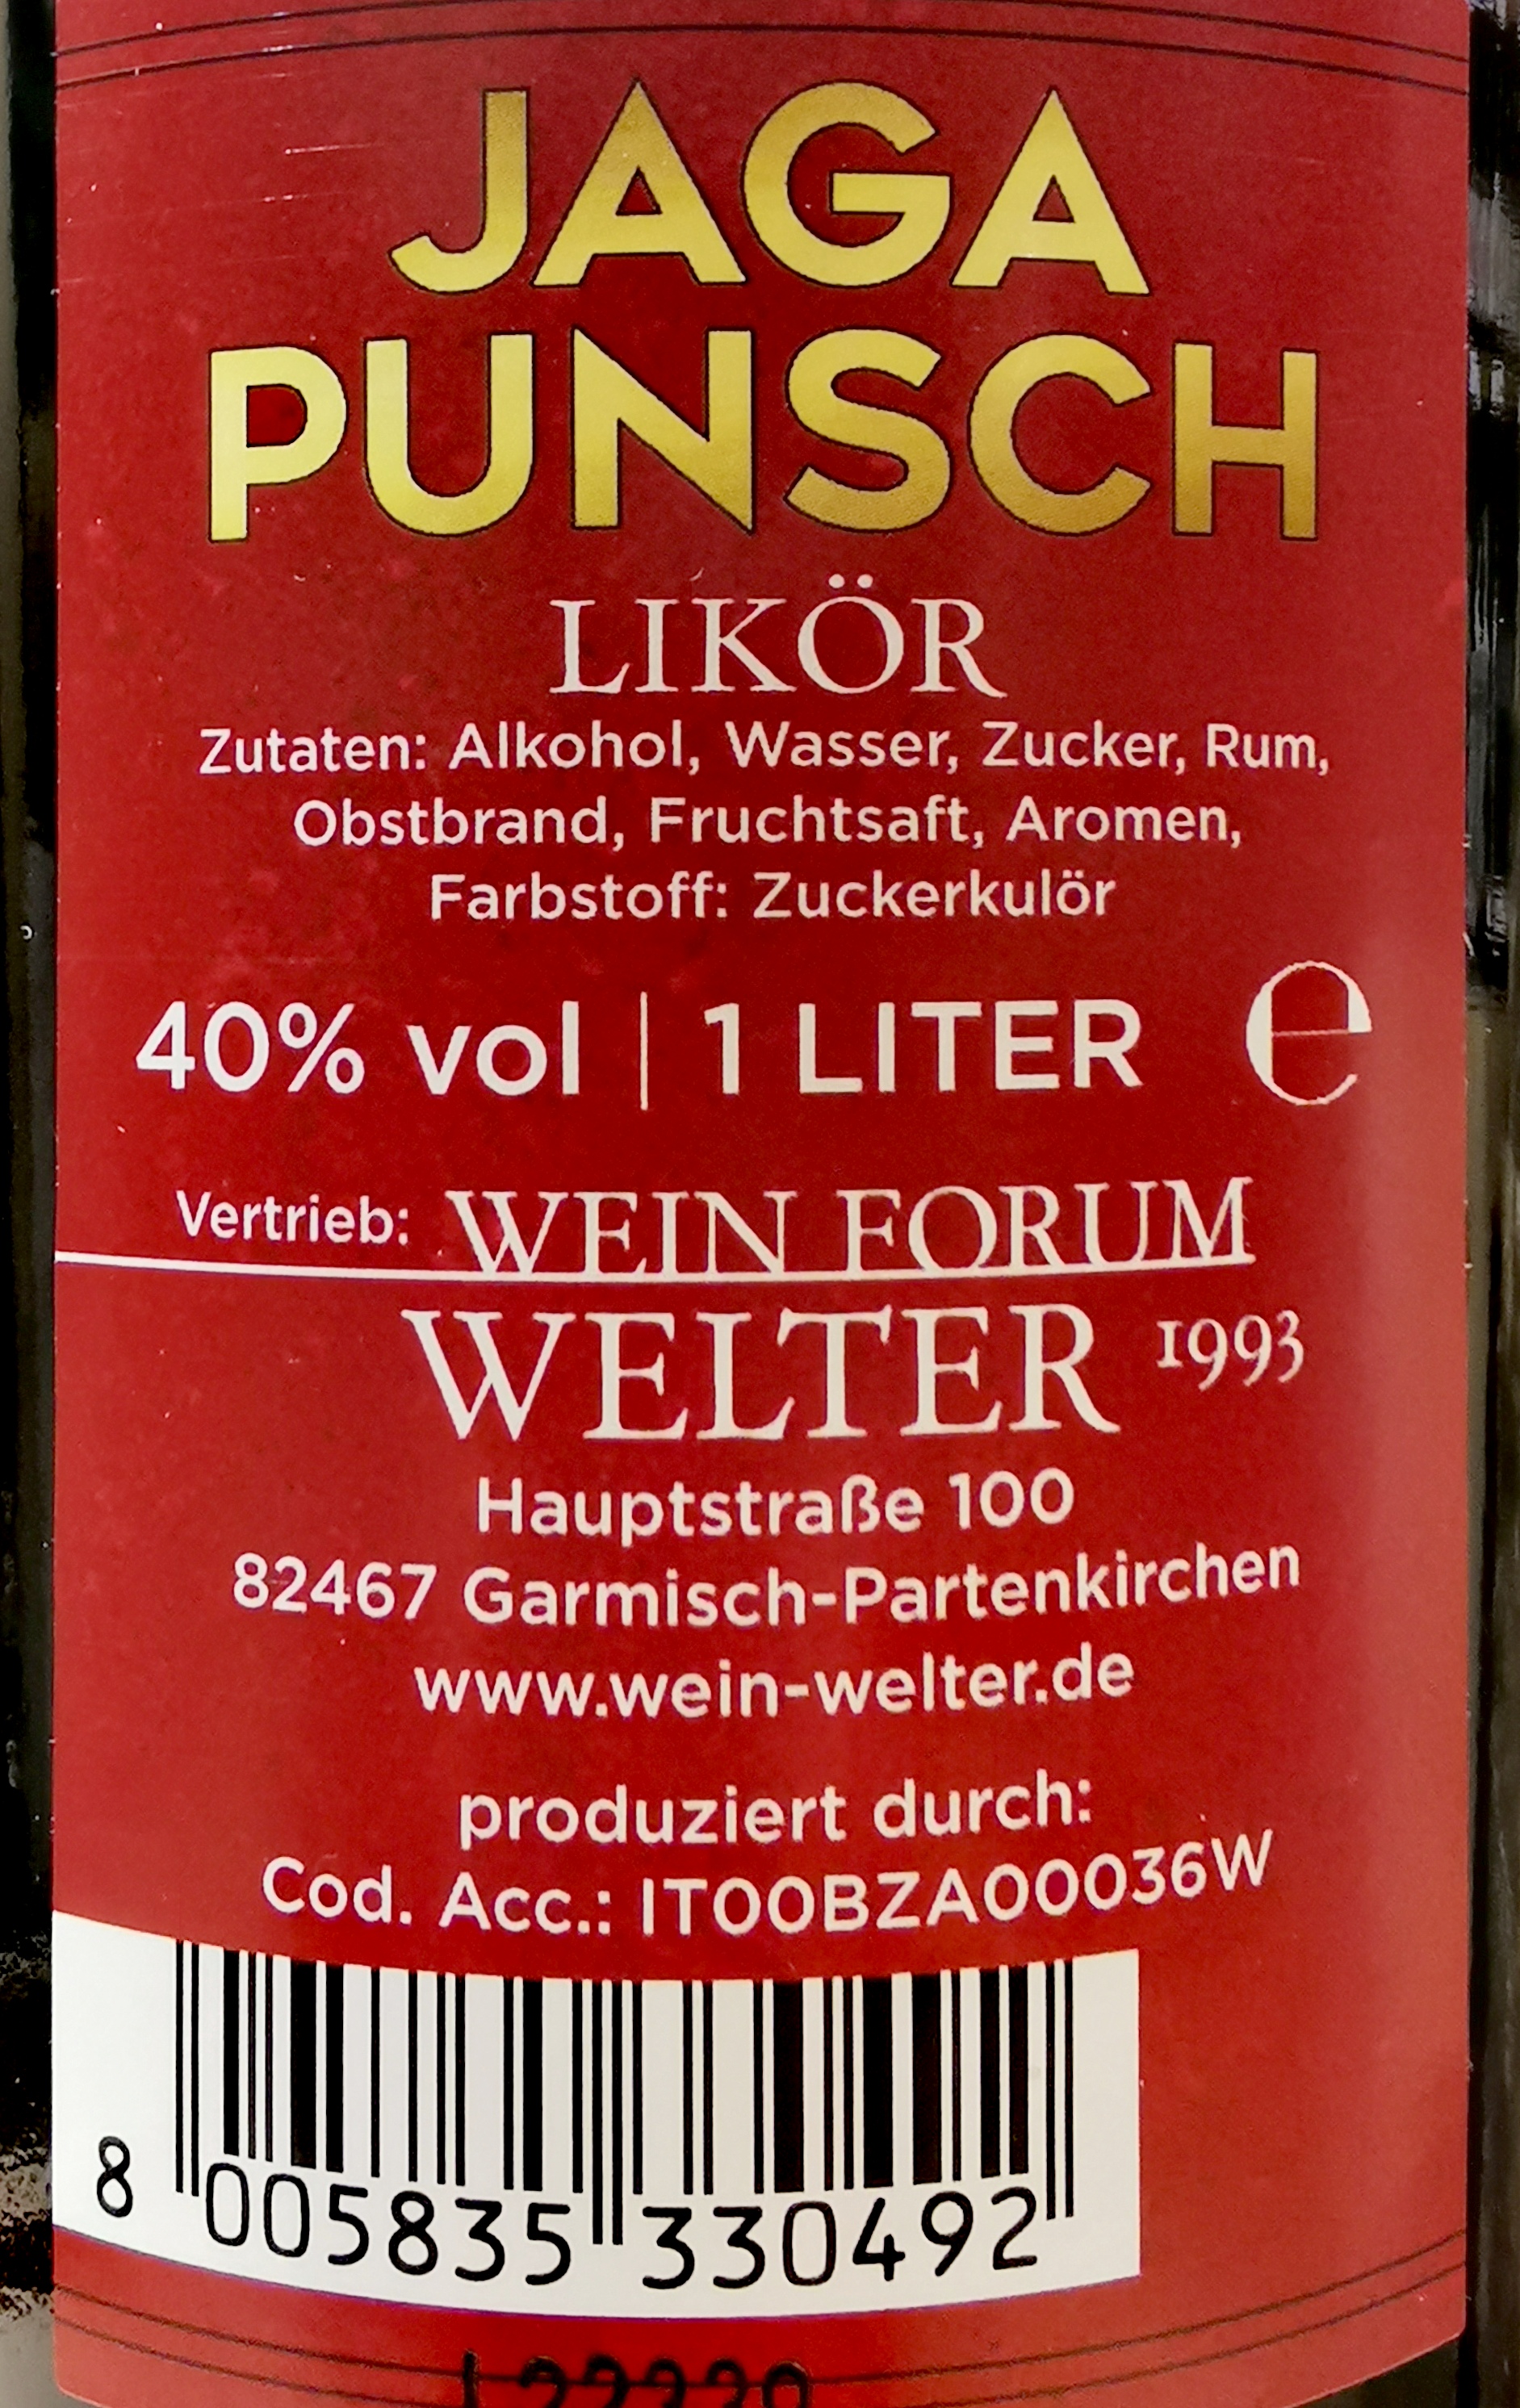 JAGA
PUNSCH
LIKÖR
Zutaten: Alkohol, Wasser, Zucker, Rum,
Obstbrand, Fruchtsaft, Aromen,
Farbstoff: Zuckerkulör
40% vol | 1 LITER ℮
Vertrieb: WEIN FORUM
WELTER 1993
Hauptstraße 100
82467 Garmisch-Partenkirchen
www.wein-welter.de
produziert durch:
Cod. Acc.: IT00BZA00036W
8 005835 330492